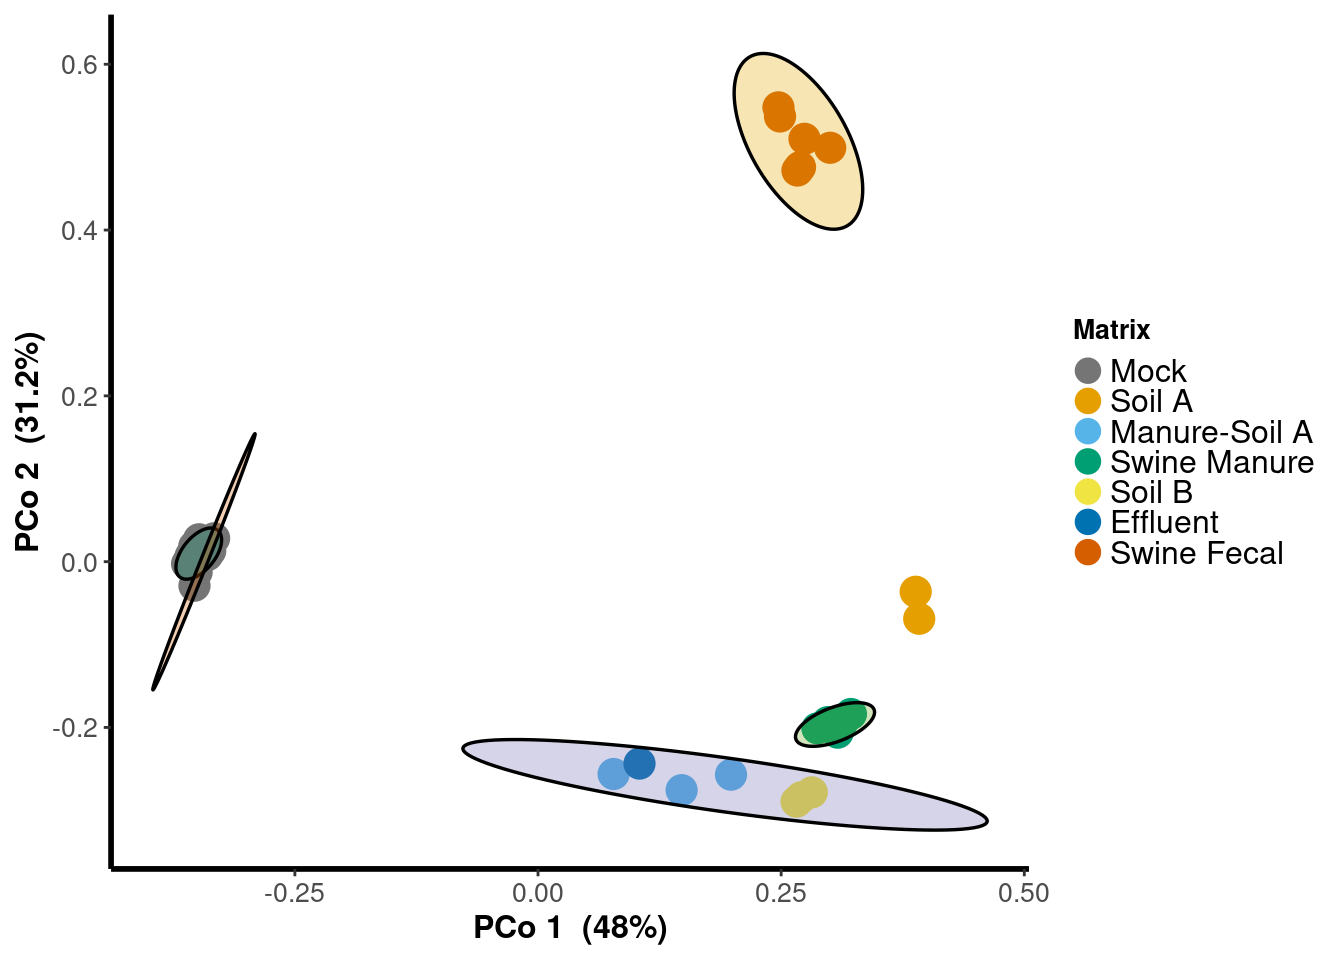 0.6
0.4
0.2
0.0
-0.2
PCo 2 (31.2%)
-0.25
0.00
0.25
0.50
PCo 1 (48%)
Matrix
Mock
Soil A
Manure-Soil A
Swine Manure
Soil B
Effluent
Swine Fecal